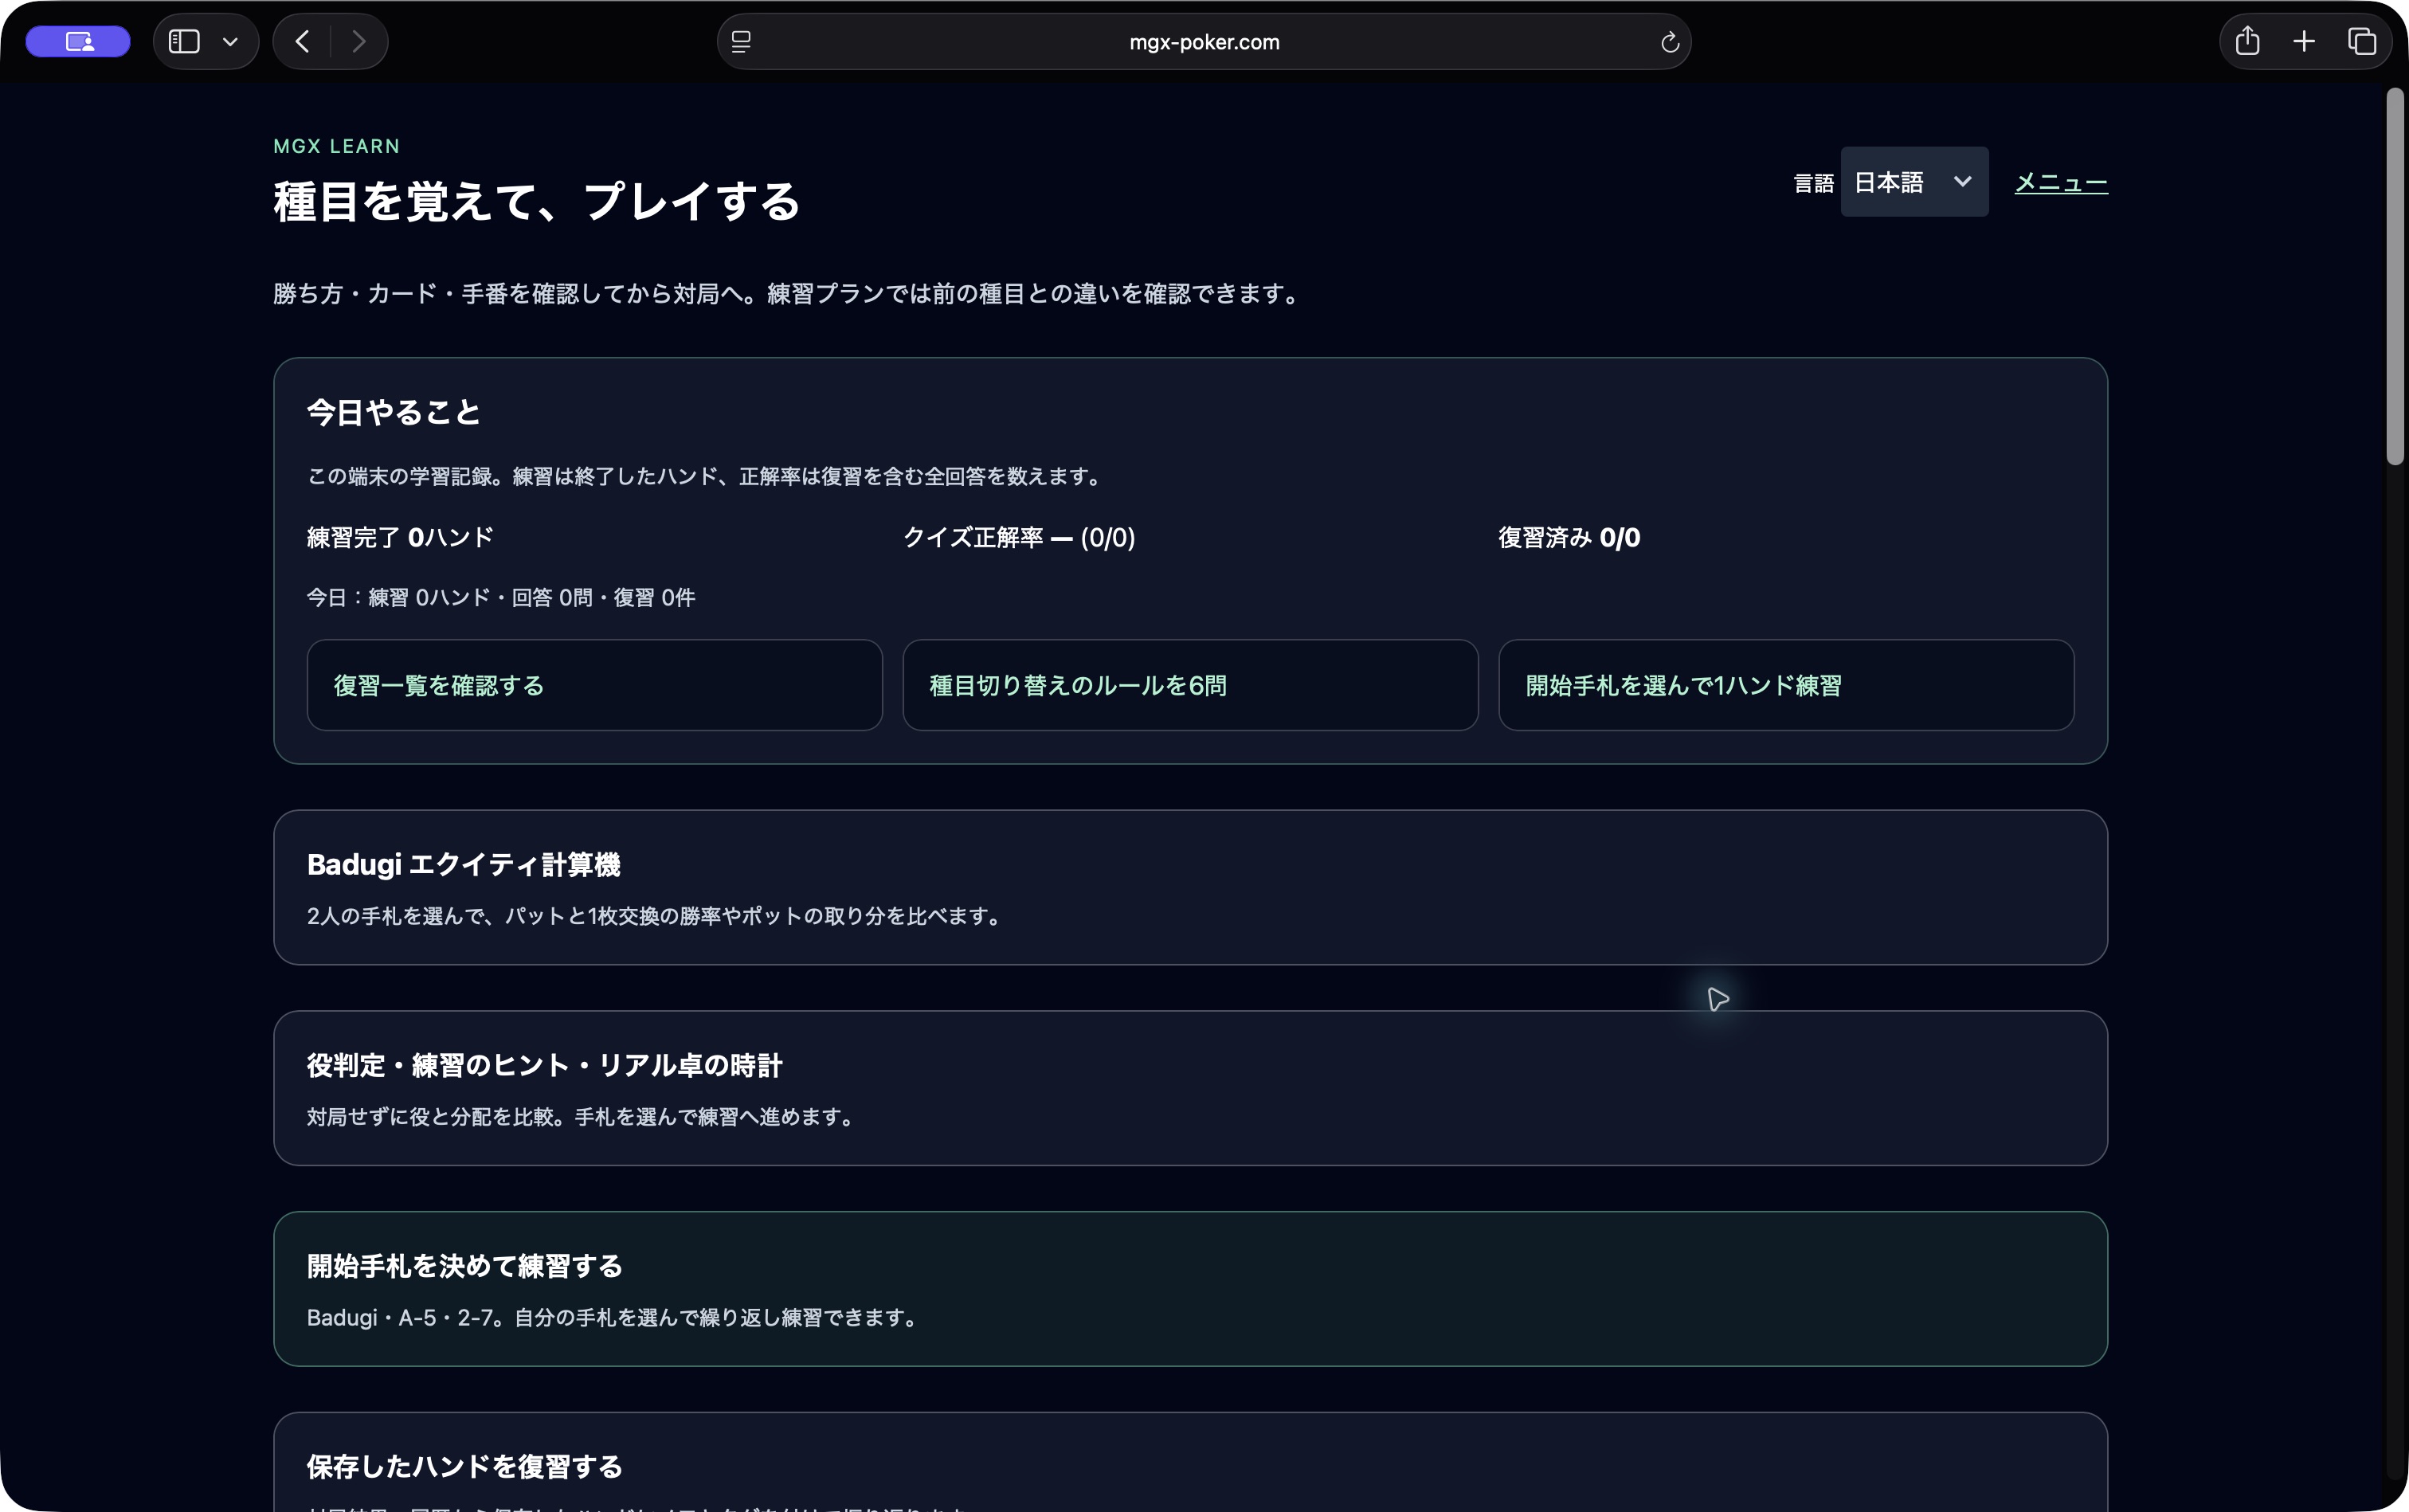 mgx-poker.com
MGX LEARN
種目を覚えて、プレイする
言語 日本語 メニュー
勝ち方・カード・手番を確認してから対局へ。練習プランでは前の種目との違いを確認できます。
今日やること
この端末の学習記録。練習は終了したハンド、正解率は復習を含む全回答を数えます。
練習完了 0ハンド クイズ正解率 — (0/0) 復習済み 0/0
今日：練習 0ハンド・回答 0問・復習 0件
復習一覧を確認する 種目切り替えのルールを6問 開始手札を選んで1ハンド練習
Badugi エクイティ計算機
2人の手札を選んで、パットと1枚交換の勝率やポットの取り分を比べます。
役判定・練習のヒント・リアル卓の時計
対局せずに役と分配を比較。手札を選んで練習へ進めます。
開始手札を決めて練習する
Badugi・A-5・2-7。自分の手札を選んで繰り返し練習できます。
保存したハンドを復習する